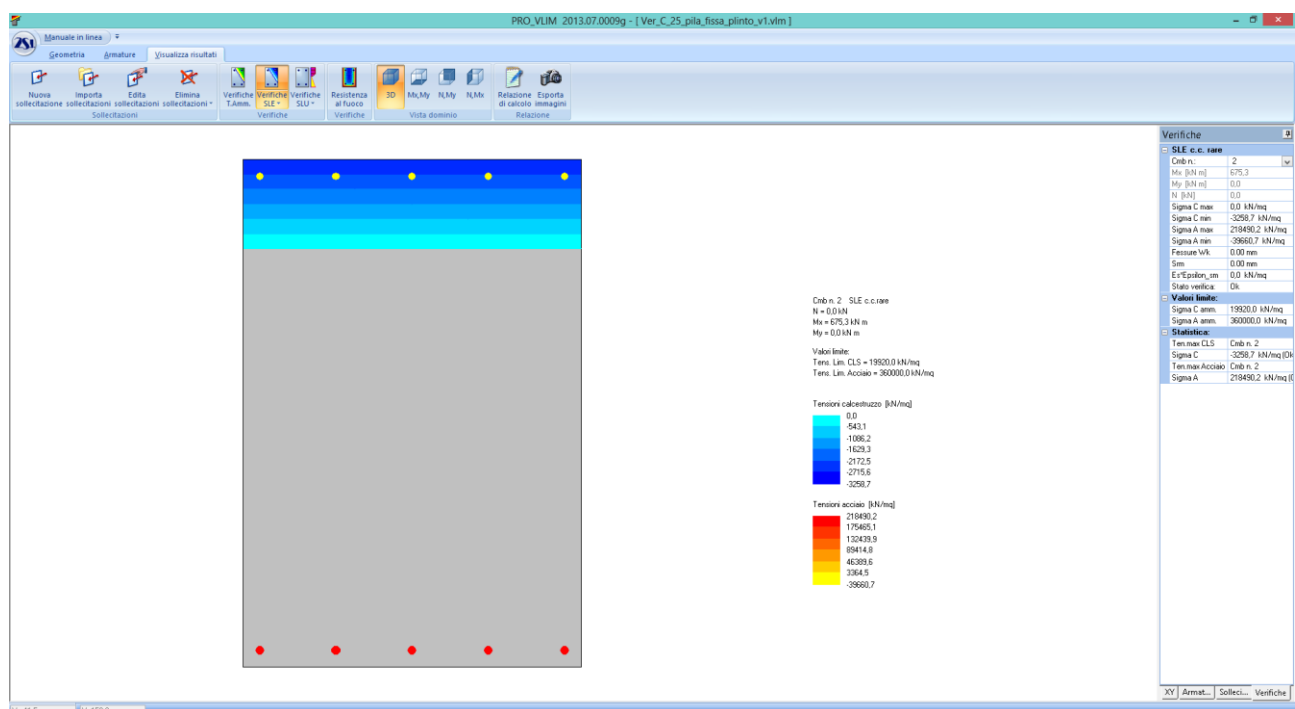 PRO_VLIM 2013.07.0009g - [ Ver_C_25_pila_fissa_plinto_v1.vlm ]
2SI
Manuale in linea
Geometria Armature Visualizza risultati
Nuova sollecitazione
Importa sollecitazioni
Edita sollecitazioni
Elimina sollecitazioni
Verifiche T.Amm.
Verifiche SLE
Verifiche SLU
Resistenza al fuoco
3D
Mx,My
N,My
N,Mx
Relazione di calcolo
Esporta immagini
Sollecitazioni
Verifiche
Verifiche
Vista dominio
Relazione
Cmb n. 2 SLE c.c.rare
N = 0,0 kN
Mx = 675,3 kN m
My = 0,0 kN m
Valori limite:
Tens. Lim. CLS = 19920,0 kN/mq
Tens. Lim. Acciaio = 360000,0 kN/mq
Tensioni calcestruzzo [kN/mq]
0,0
-543,1
-1086,2
-1629,3
-2172,5
-2715,6
-3258,7
Tensioni acciaio [kN/mq]
218490,2
175465,1
132439,9
89414,8
46389,6
3364,5
-39660,7
Verifiche
SLE c.c. rare
Cmb n.: 2
Mx [kN m] 675,3
My [kN m] 0,0
N [kN] 0,0
Sigma C max 0,0 kN/mq
Sigma C min -3258,7 kN/mq
Sigma A max 218490,2 kN/mq
Sigma A min -39660,7 kN/mq
Fessure Wk 0.00 mm
Srm 0.00 mm
Es*Epsilon_sm 0,0 kN/mq
Stato verifica: Ok
Valori limite:
Sigma C amm. 19920,0 kN/mq
Sigma A amm. 360000,0 kN/mq
Statistica:
Ten.max CLS Cmb n. 2
Sigma C -3258,7 kN/mq (Ok
Ten.max Acciaio Cmb n. 2
Sigma A 218490,2 kN/mq (O
XY Armat... Solleci... Verifiche